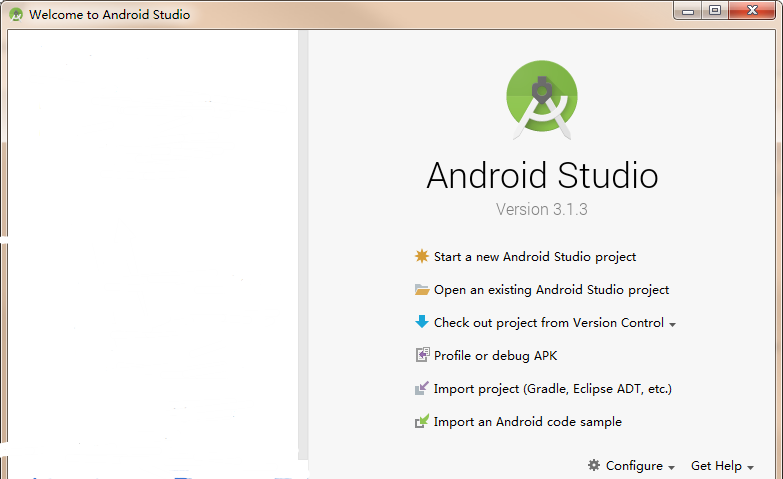 Welcome to Android Studio
Android Studio
Version 3.1.3
Start a new Android Studio project
Open an existing Android Studio project
Check out project from Version Control
Profile or debug APK
Import project (Gradle, Eclipse ADT, etc.)
Import an Android code sample
Configure
Get Help